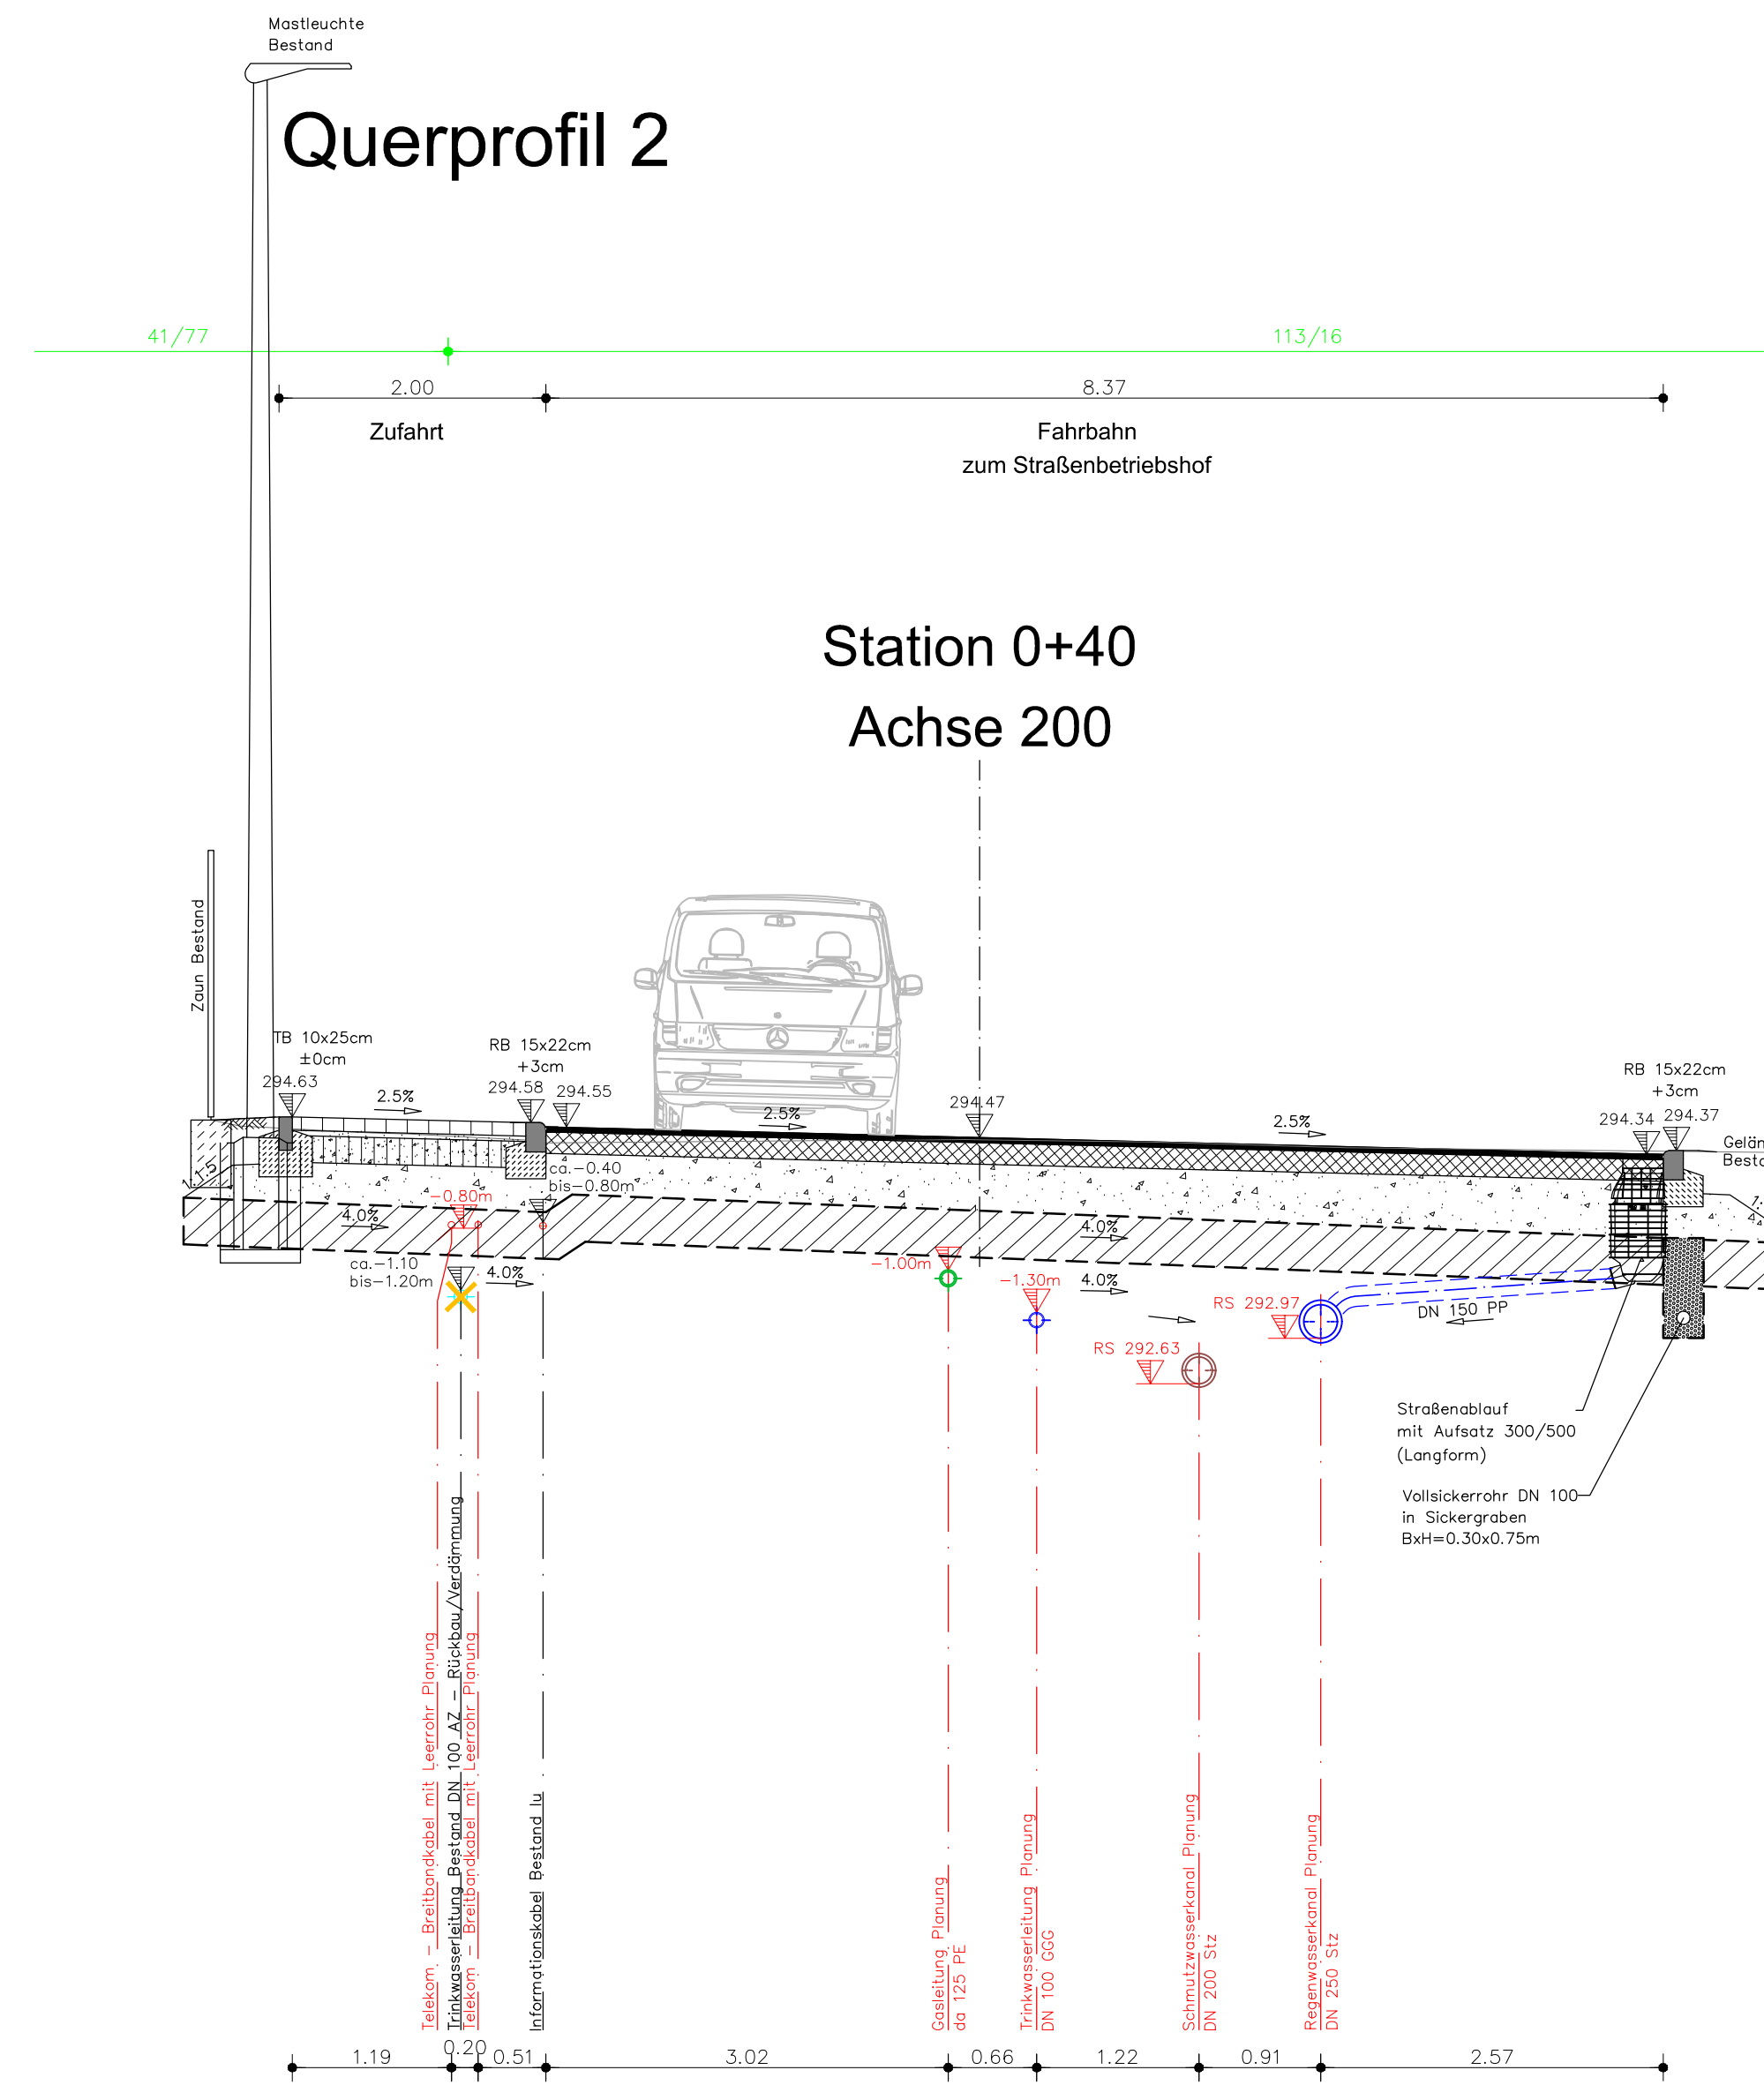 Mastleuchte
Bestand
Querprofil 2
41/77
113/16
2.00
8.37
Zufahrt
Fahrbahn
zum Straßenbetriebshof
Station 0+40
Achse 200
Zaun Bestand
TB 10x25cm
±0cm
294.63
2.5%
RB 15x22cm
+3cm
294.58
294.55
2.5%
294.47
2.5%
RB 15x22cm
+3cm
294.34
294.37
Gelän
Besta
1:1.5
ca.-0.40
bis-0.80m
-0.80m
4.0%
4.0%
ca.-1.10
bis-1.20m
4.0%
-1.00m
-1.30m
4.0%
RS 292.97
DN 150 PP
RS 292.63
Straßenablauf
mit Aufsatz 300/500
(Langform)
Vollsickerrohr DN 100
in Sickergraben
BxH=0.30x0.75m
Telekom - Breitbandkabel mit Leerrohr Planung
Trinkwasserleitung Bestand DN 100 AZ - Rückbau/Verdämmung
Telekom - Breitbandkabel mit Leerrohr Planung
Informationskabel Bestand lu
Gasleitung Planung
da 125 PE
Trinkwasserleitung Planung
DN 100 GGG
Schmutzwasserkanal Planung
DN 200 Stz
Regenwasserkanal Planung
DN 250 Stz
1.19
0.20
0.51
3.02
0.66
1.22
0.91
2.57